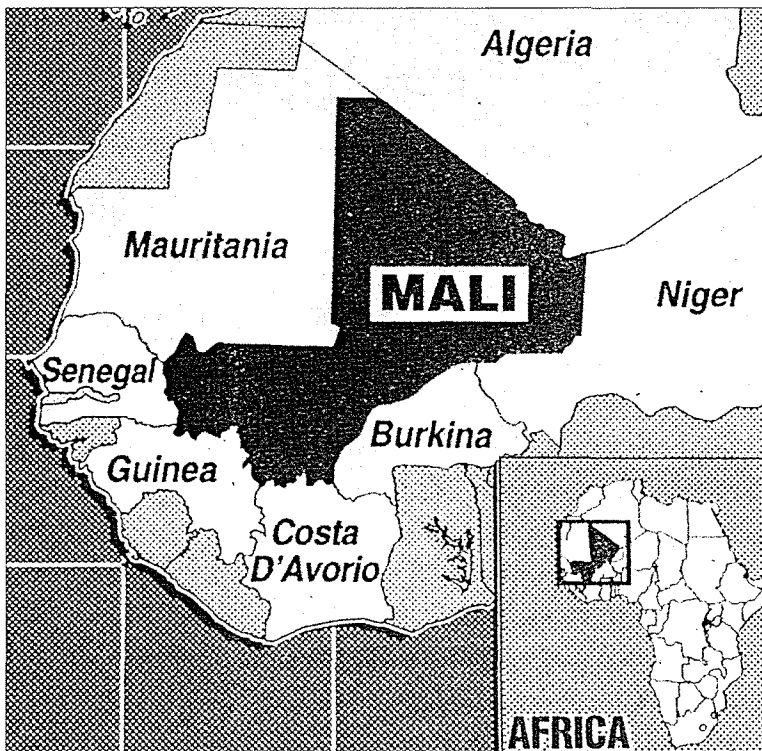 Algeria
Mauritania
MALI
Niger
Senegal
Burkina
Guinea
Costa
D'Avorio
AFRICA